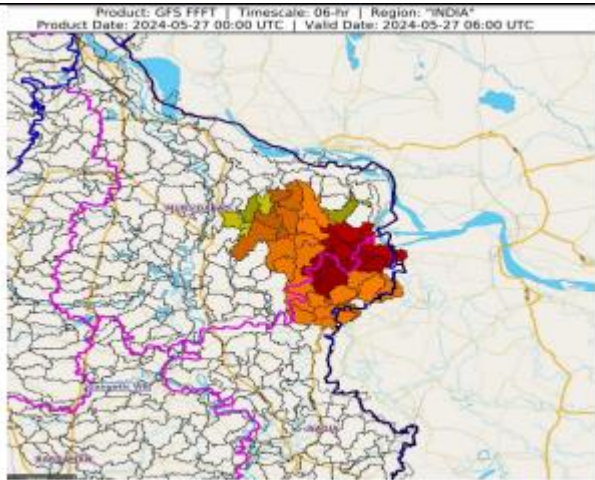 Product: GFS FFFT | Timescale: 06-hr | Region: "INDIA"
Product Date: 2024-05-27 00:00 UTC | Valid Date: 2024-05-27 06:00 UTC